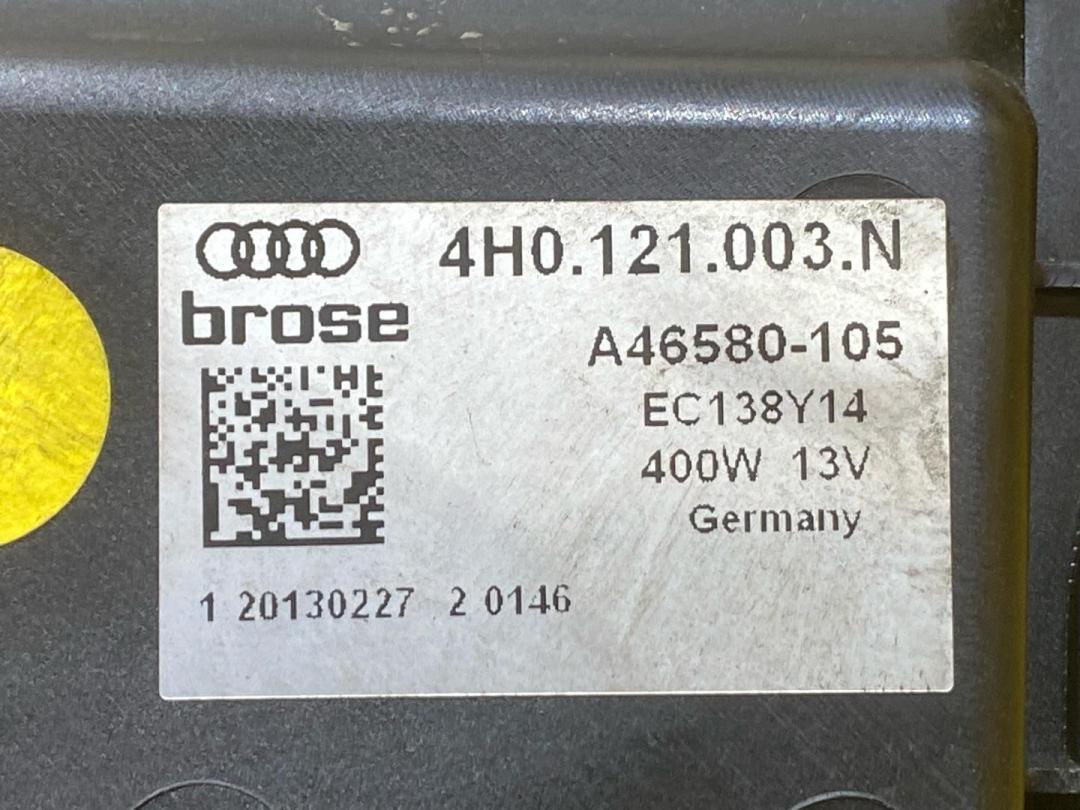 4H0.121.003.N
brose
A46580-105
EC138Y14
400W 13V
Germany
1 20130227 2 0146